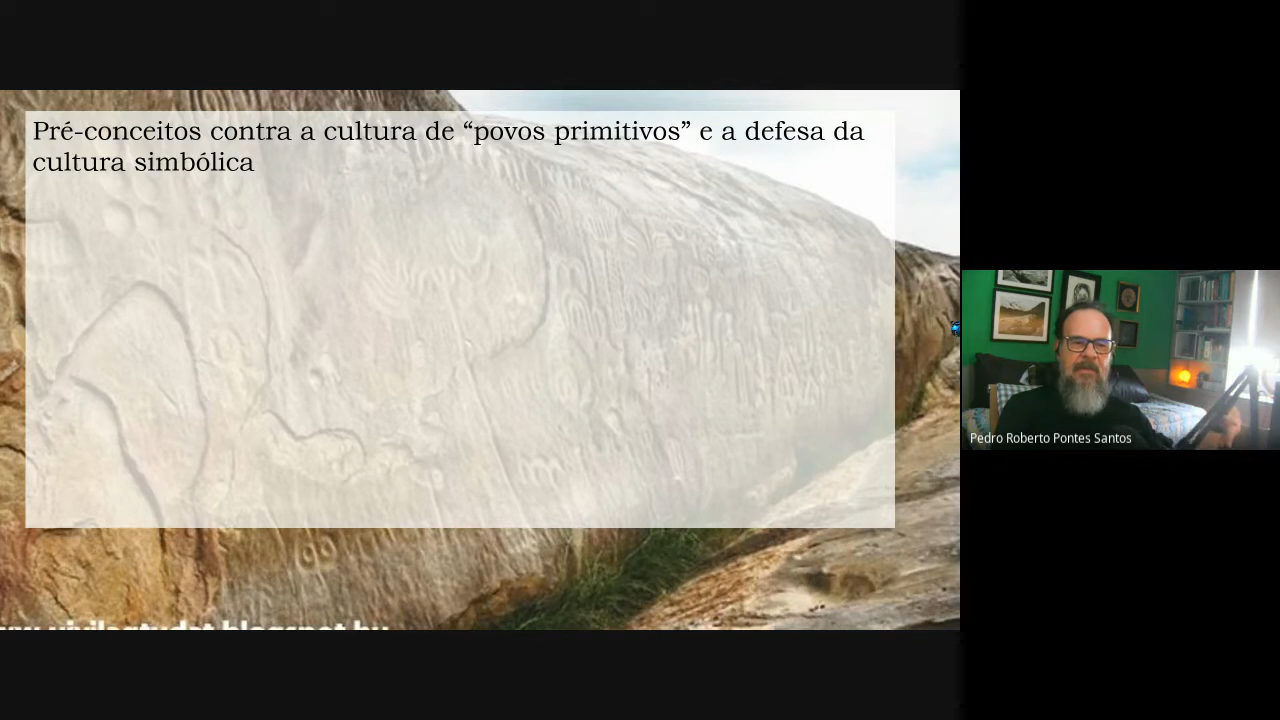 Pré-conceitos contra a cultura de “povos primitivos” e a defesa da
cultura simbólica
Pedro Roberto Pontes Santos